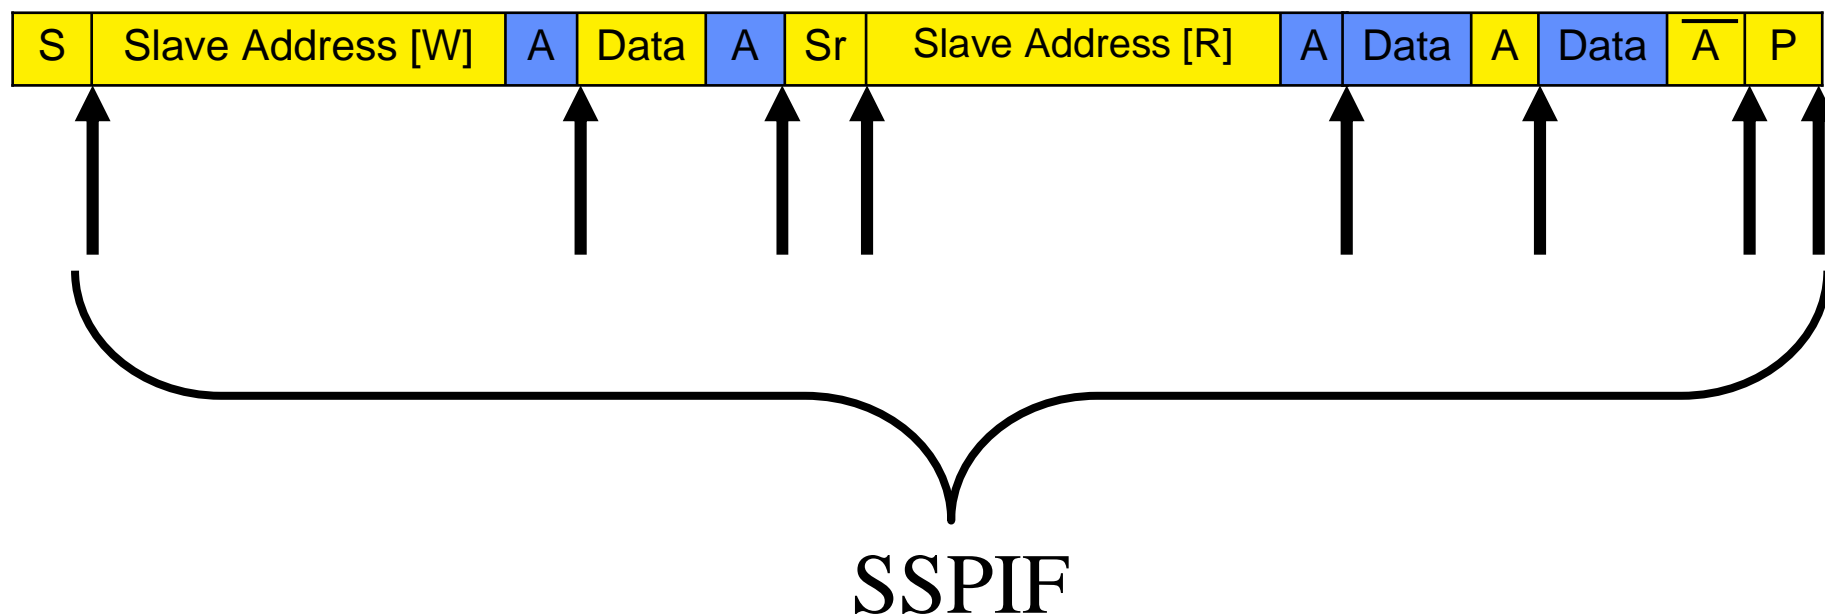 S Slave Address [W] A Data A Sr Slave Address [R] A Data A Data A̅ P
SSPIF